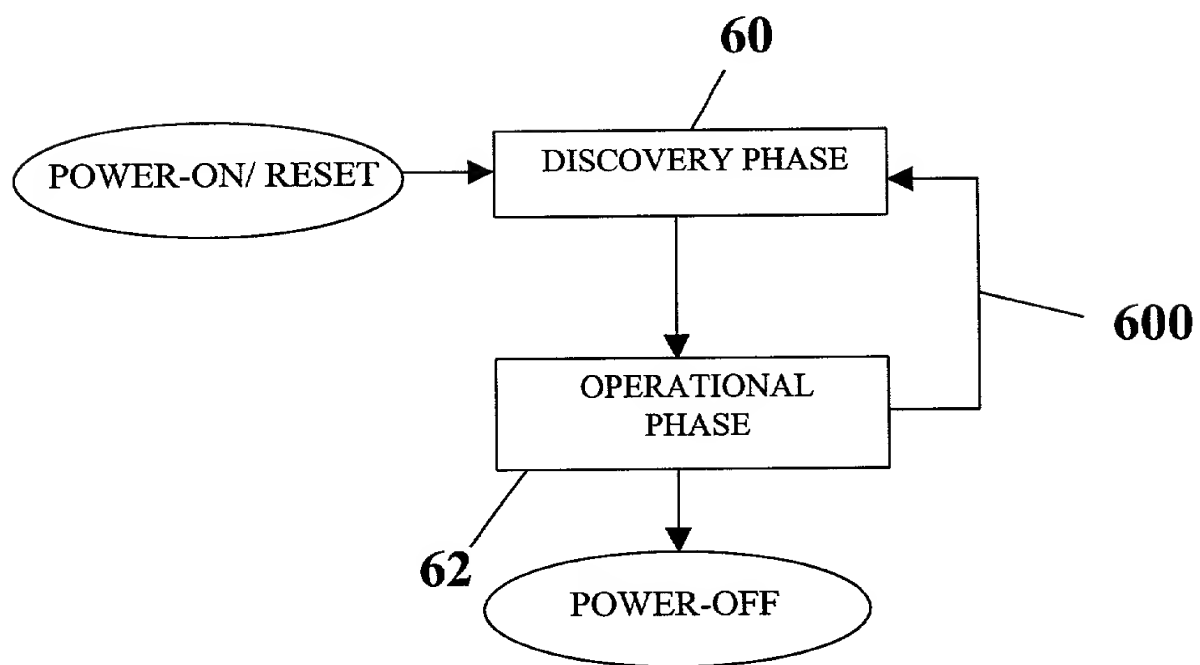 60
POWER-ON/ RESET
DISCOVERY PHASE
600
OPERATIONAL
PHASE
62
POWER-OFF